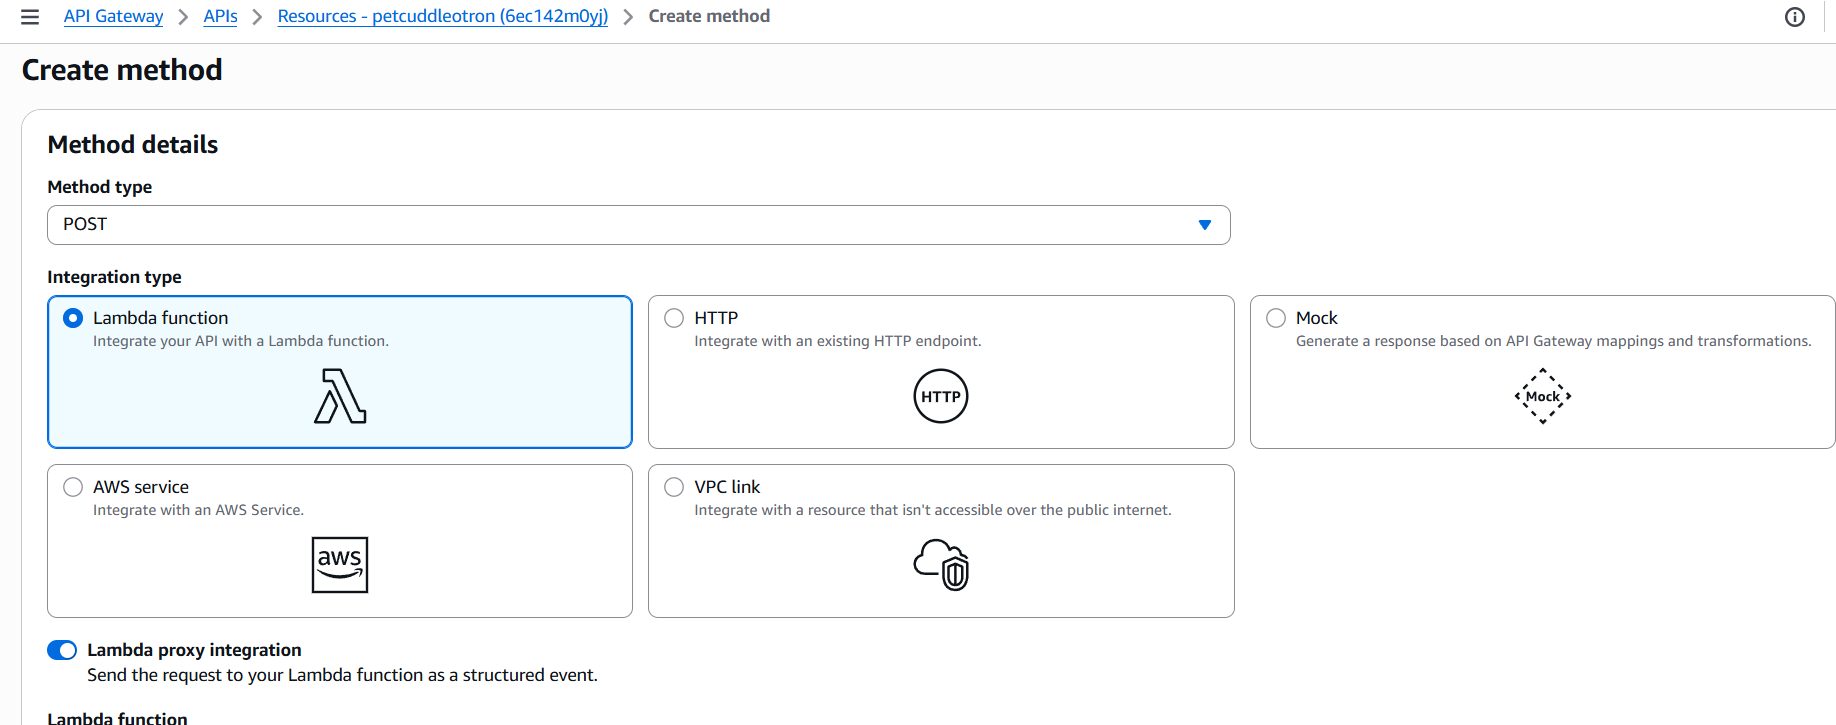 API Gateway > APIs > Resources - petcuddleotron (6ec142m0yj) > Create method
Create method
Method details
Method type
POST
Integration type
Lambda function
Integrate your API with a Lambda function.
HTTP
Integrate with an existing HTTP endpoint.
HTTP
Mock
Generate a response based on API Gateway mappings and transformations.
Mock
AWS service
Integrate with an AWS Service.
aws
VPC link
Integrate with a resource that isn't accessible over the public internet.
Lambda proxy integration
Send the request to your Lambda function as a structured event.
Lambda function